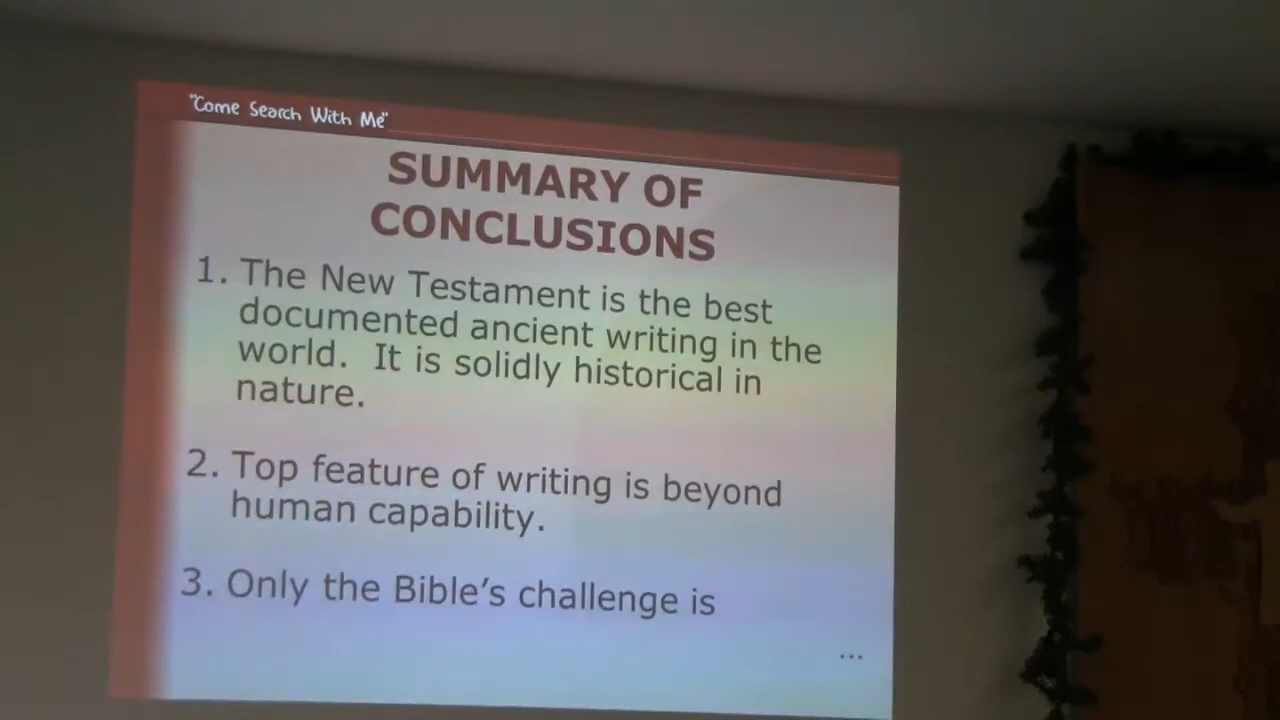 "Come Search With Me"
SUMMARY OF
CONCLUSIONS
1. The New Testament is the best
documented ancient writing in the
world. It is solidly historical in
nature.
2. Top feature of writing is beyond
human capability.
3. Only the Bible's challenge is
...